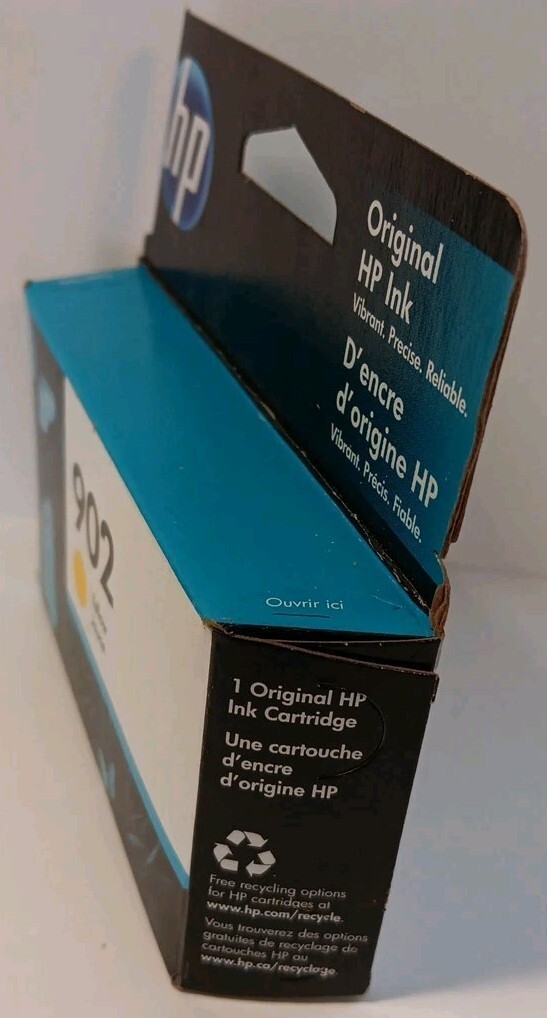 hp
Original
HP Ink
Vibrant. Precise. Reliable.
D'encre
d'origine HP
Vibrant. Précis. Fiable.
902
Ouvrir ici
1 Original HP
Ink Cartridge
Une cartouche
d'encre
d'origine HP
Free recycling options
for HP cartridges at
www.hp.com/recycle.
Vous trouverez des options
gratuites de recyclage de
cartouches HP au
www.hp.ca/recyclage.